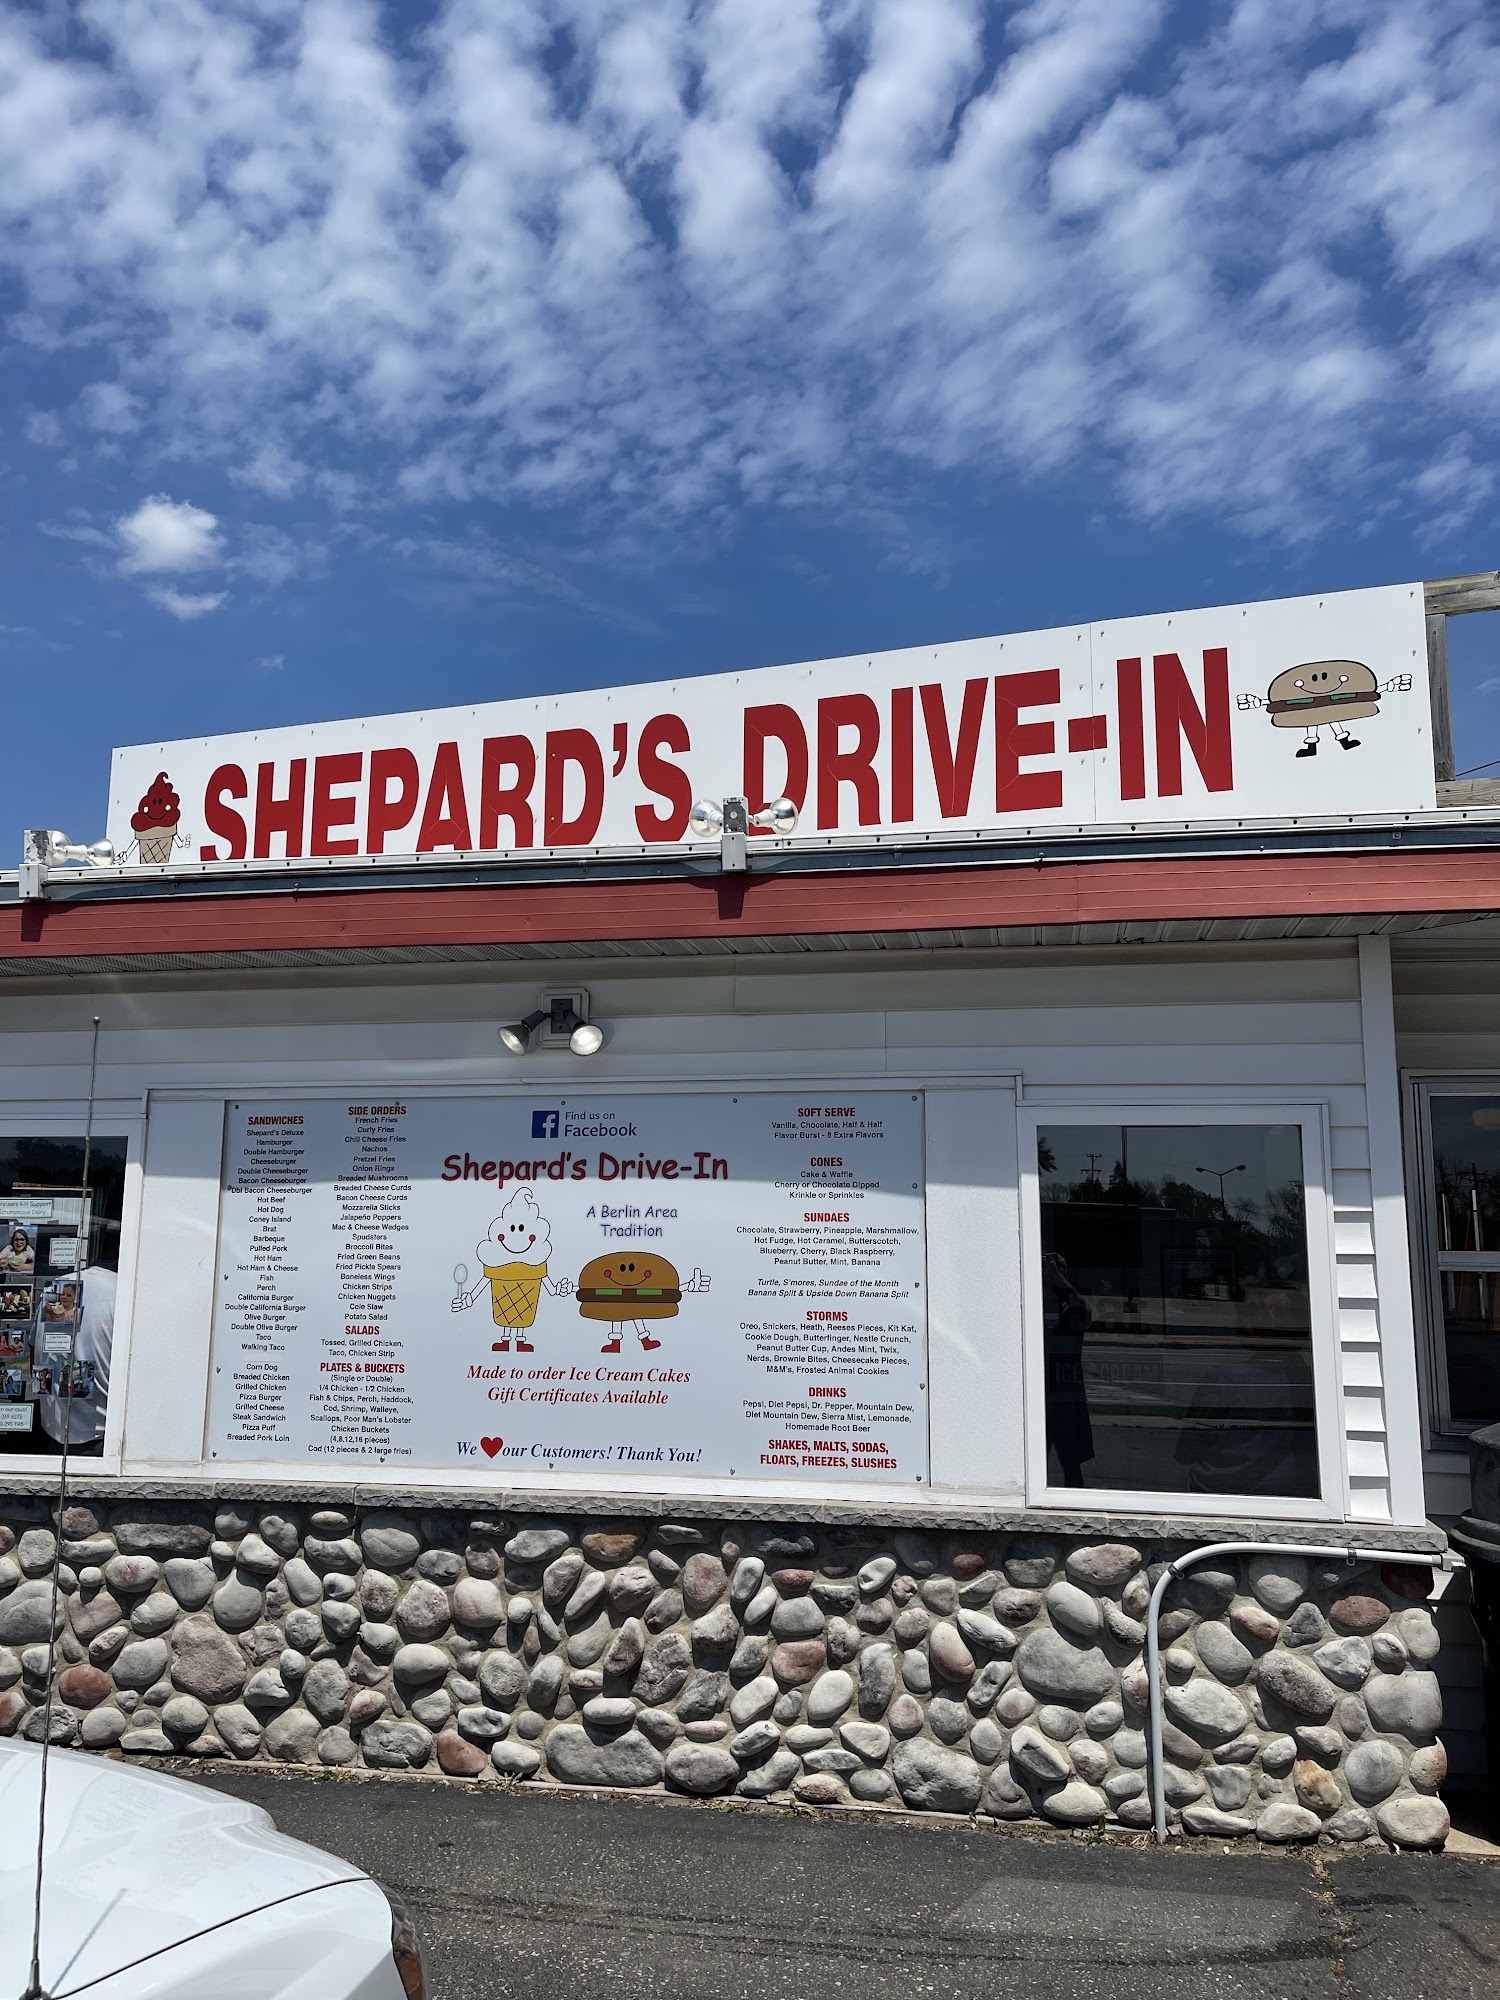 SHEPARD'S DRIVE-IN
SANDWICHES
Shepard's Deluxe
Hamburger
Double Hamburger
Cheeseburger
Double Cheeseburger
Bacon Cheeseburger
Dbl Bacon Cheeseburger
Hot Beef
Hot Dog
Coney Island
Brat
Barbeque
Pulled Pork
Hot Ham
Hot Ham & Cheese
Fish
Perch
California Burger
Double California Burger
Olive Burger
Double Olive Burger
Taco
Walking Taco
Corn Dog
Breaded Chicken
Grilled Chicken
Pizza Burger
Grilled Cheese
Steak Sandwich
Pizza Puff
Breaded Pork Loin
SIDE ORDERS
French Fries
Curly Fries
Chili Cheese Fries
Nachos
Pretzel Fries
Onion Rings
Breaded Mushrooms
Breaded Cheese Curds
Bacon Cheese Curds
Mozzarella Sticks
Jalapeño Poppers
Mac & Cheese Wedges
Spudsters
Broccoli Bites
Fried Green Beans
Fried Pickle Spears
Boneless Wings
Chicken Strips
Chicken Nuggets
Cole Slaw
Potato Salad
SALADS
Tossed, Grilled Chicken,
Taco, Chicken Strip
PLATES & BUCKETS
(Single or Double)
1/4 Chicken - 1/2 Chicken
Fish & Chips, Perch, Haddock,
Cod, Shrimp, Walleye,
Scallops, Poor Man's Lobster
Chicken Buckets
(4,8,12,16 pieces)
Cod (12 pieces & 2 large fries)
f Find us on
Facebook
Shepard's Drive-In
A Berlin Area
Tradition
Made to order Ice Cream Cakes
Gift Certificates Available
We our Customers! Thank You!
SOFT SERVE
Vanilla, Chocolate, Half & Half
Flavor Burst - 8 Extra Flavors
CONES
Cake & Waffle
Cherry or Chocolate Dipped
Krinkle or Sprinkles
SUNDAES
Chocolate, Strawberry, Pineapple, Marshmallow,
Hot Fudge, Hot Caramel, Butterscotch,
Blueberry, Cherry, Black Raspberry,
Peanut Butter, Mint, Banana
Turtle, S'mores, Sundae of the Month
Banana Split & Upside Down Banana Split
STORMS
Oreo, Snickers, Heath, Reeses Pieces, Kit Kat,
Cookie Dough, Butterfinger, Nestle Crunch,
Peanut Butter Cup, Andes Mint, Twix,
Nerds, Brownie Bites, Cheesecake Pieces,
M&M's, Frosted Animal Cookies
DRINKS
Pepsi, Diet Pepsi, Dr. Pepper, Mountain Dew,
Diet Mountain Dew, Sierra Mist, Lemonade,
Homemade Root Beer
SHAKES, MALTS, SODAS,
FLOATS, FREEZES, SLUSHES
ICE CREAM